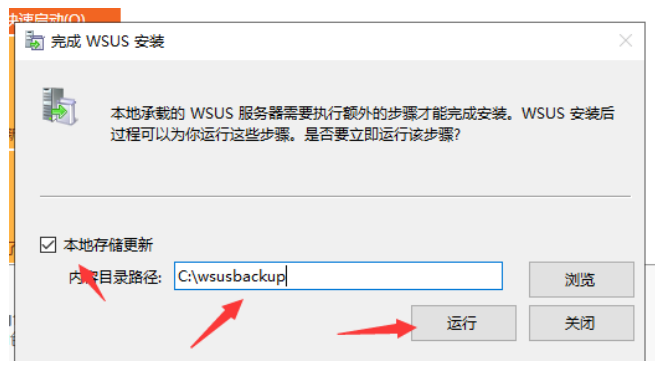 快速启动(Q)
完成 WSUS 安装
本地承载的 WSUS 服务器需要执行额外的步骤才能完成安装。WSUS 安装后
过程可以为你运行这些步骤。是否要立即运行该步骤?
本地存储更新
内容目录路径:
C:\wsusbackup
浏览
运行
关闭